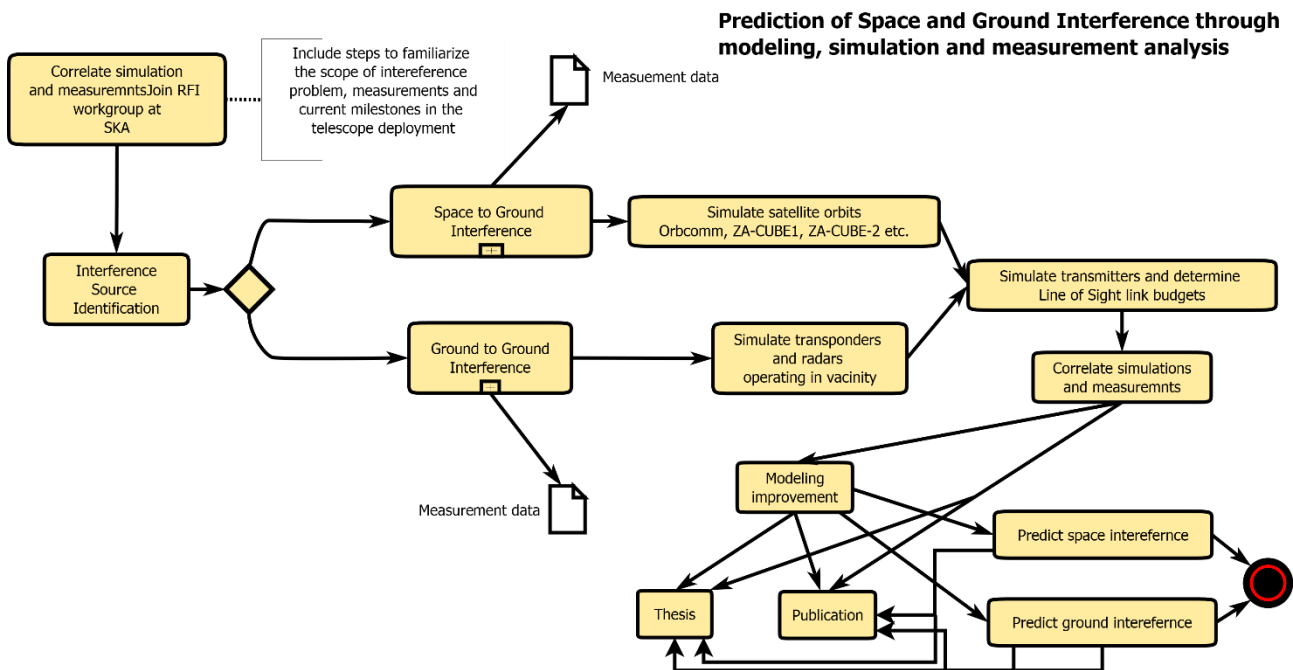 Prediction of Space and Ground Interference through
modeling, simulation and measurement analysis
Correlate simulation
and measuremntsJoin RFI
workgroup at
SKA
Include steps to familiarize
the scope of intereference
problem, measurements and
current milestones in the
telescope deployment
Measuement data
Space to Ground
Interference
Simulate satellite orbits
Orbcomm, ZA-CUBE1, ZA-CUBE-2 etc.
Interference
Source
Identification
Simulate transmitters and determine
Line of Sight link budgets
Ground to Ground
Interference
Simulate transponders
and radars
operating in vacinity
Correlate simulations
and measuremnts
Measurement data
Modeling
improvement
Predict space interefernce
Thesis
Publication
Predict ground interefernce